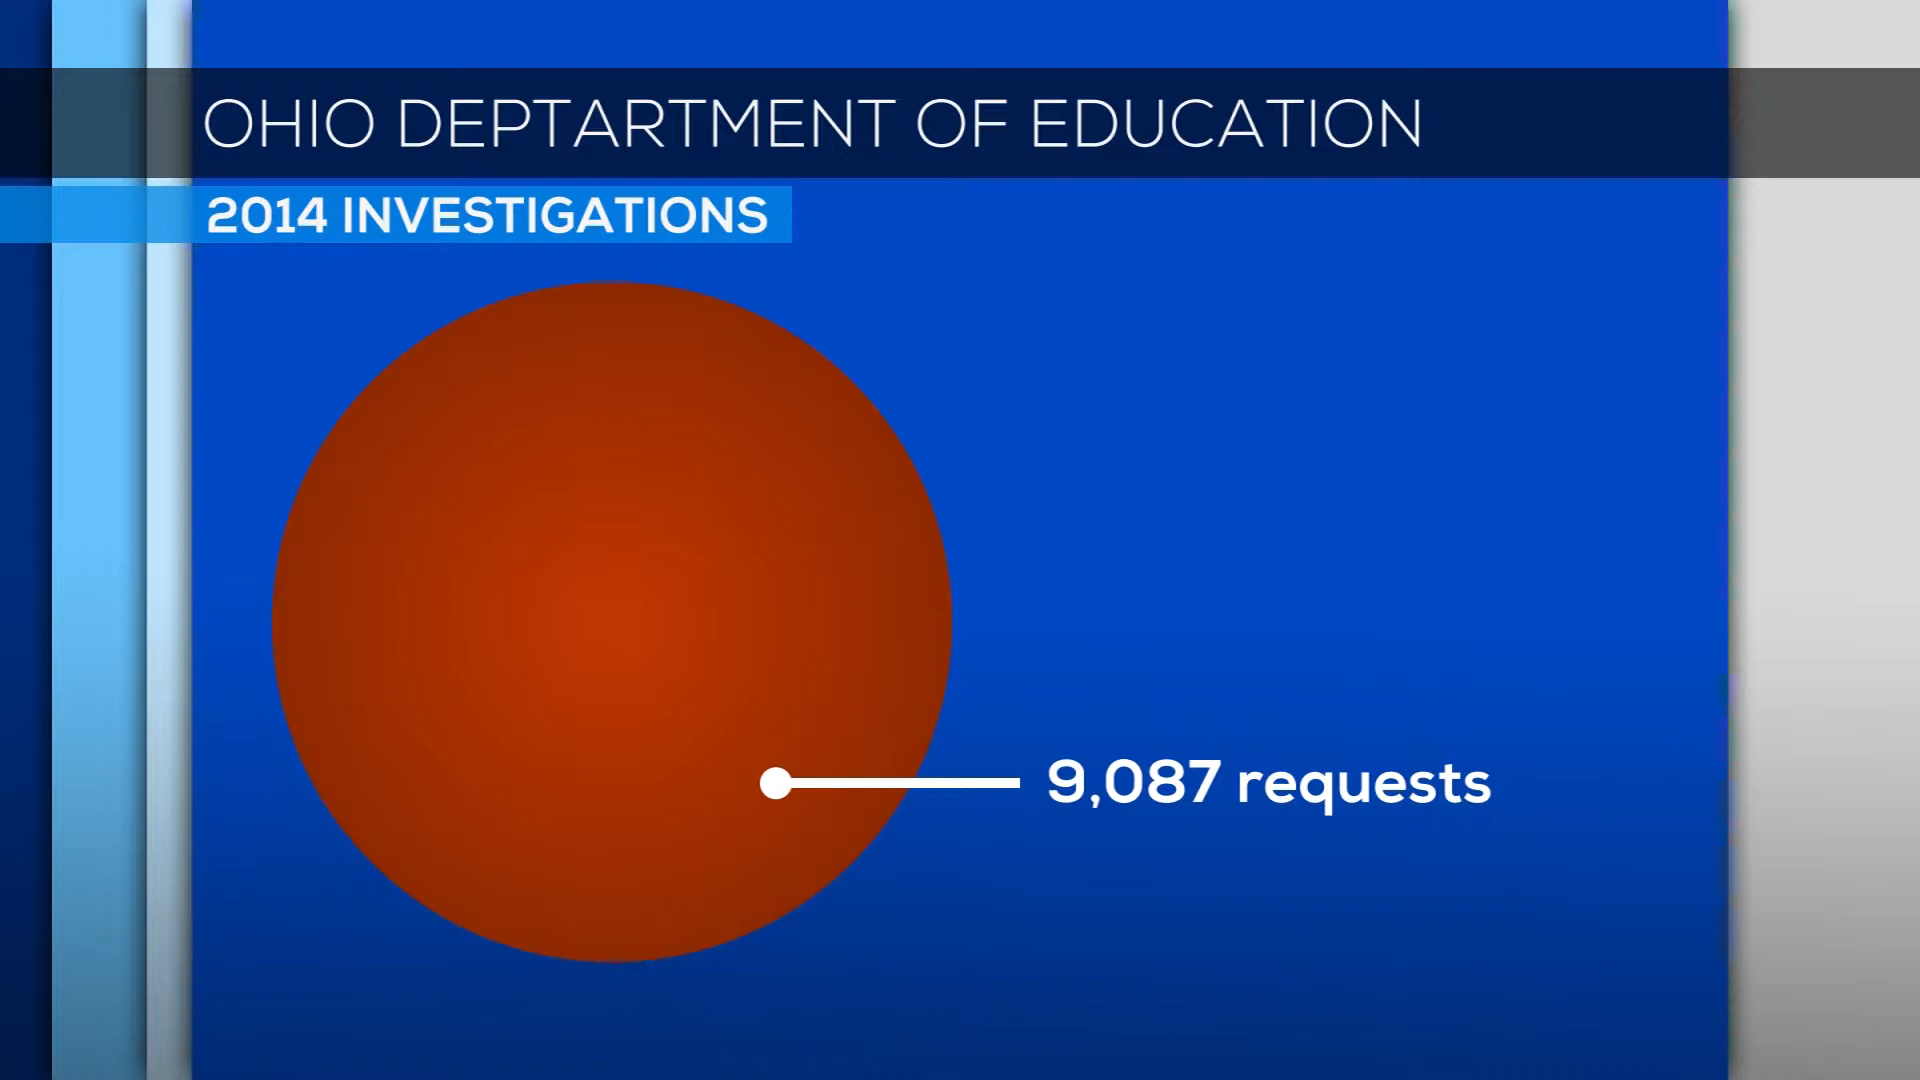 OHIO DEPTARTMENT OF EDUCATION
2014 INVESTIGATIONS
9,087 requests